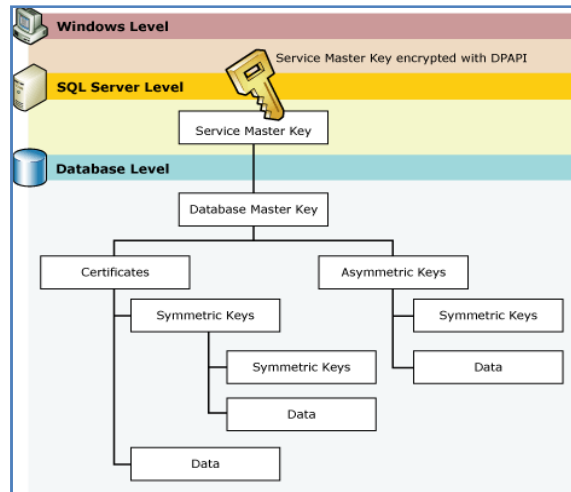 Windows Level
Service Master Key encrypted with DPAPI
SQL Server Level
Service Master Key
Database Level
Database Master Key
Certificates
Asymmetric Keys
Symmetric Keys
Symmetric Keys
Symmetric Keys
Data
Data
Data